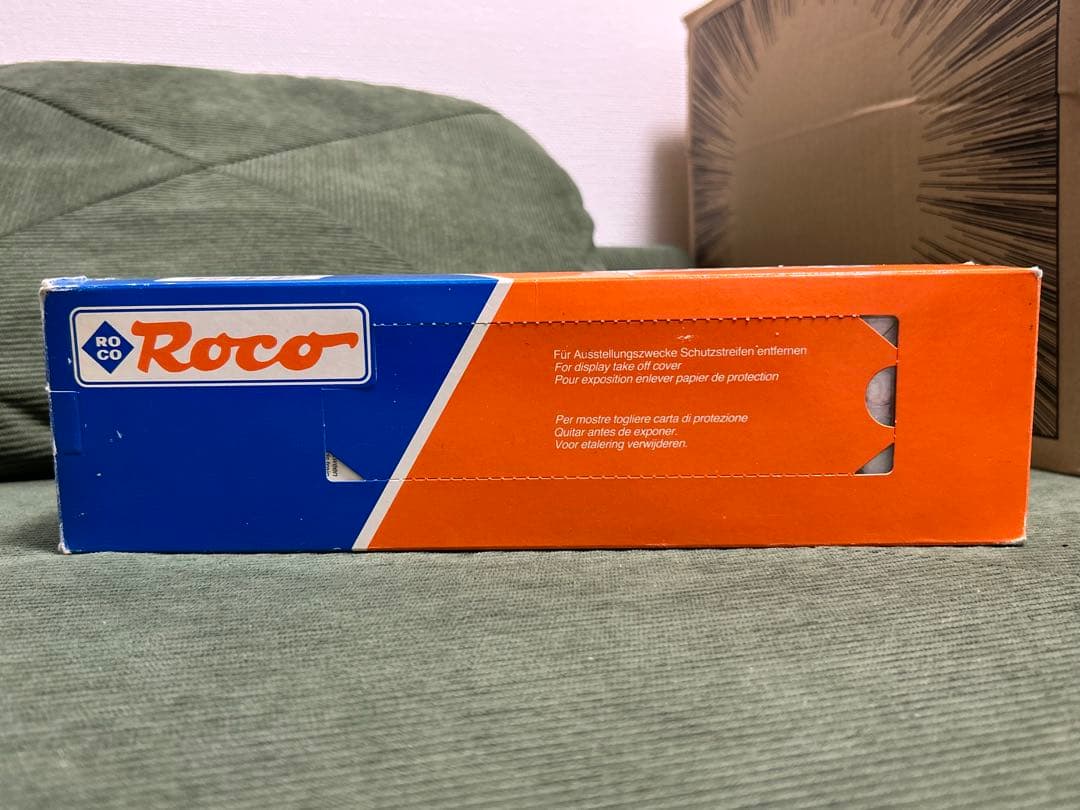 RO
CO
Roco
Für Ausstellungszwecke Schutzstreifen entfernen
For display take off cover
Pour exposition enlever papier de protection
Per mostre togliere carta di protezione
Quitar antes de exponer.
Voor etalering verwijderen.